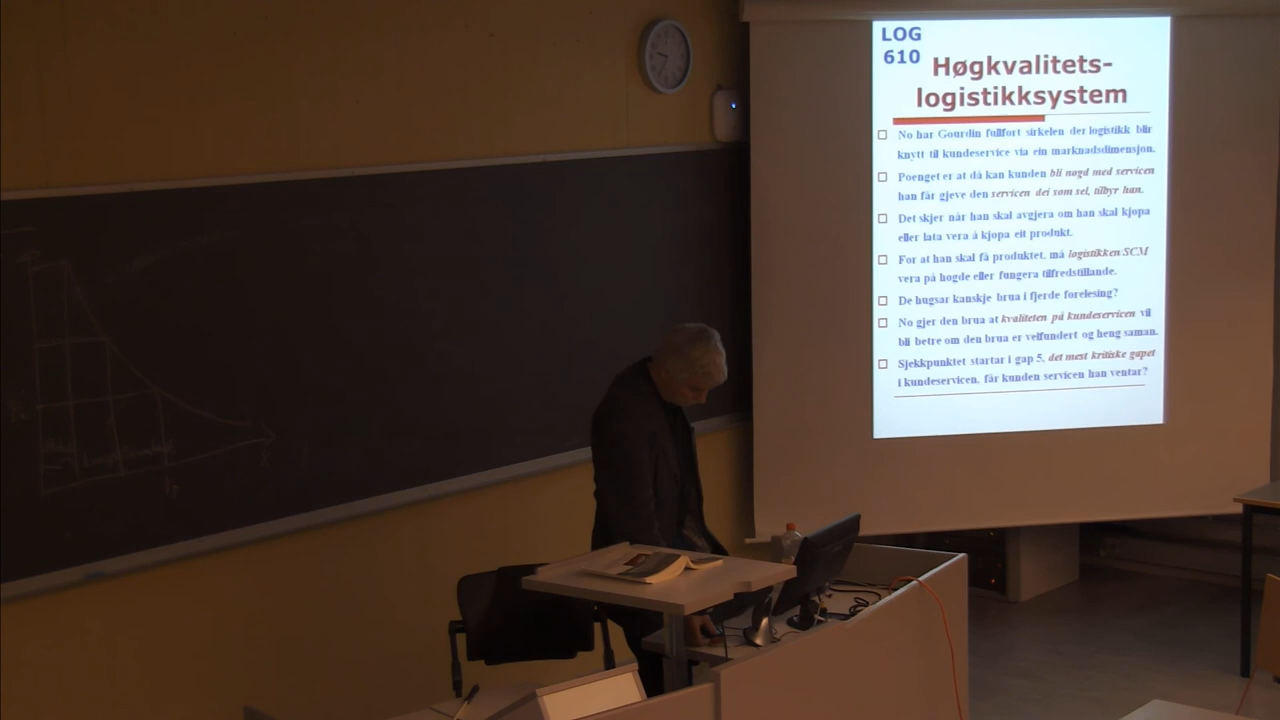 LOG
610
Høgkvalitets-
logistikksystem
No har Gourdin fullført sirkelen der logistikk blir
knytt til kundeservice via ein marknadsdimensjon.
Poenget er at då kan kunden bli nøgd med servicen
han får gjeve den servicen dei som sel, tilbyr han.
Det skjer når han skal avgjera om han skal kjøpa
eller lata vera å kjøpa eit produkt.
For at han skal få produktet, må logistikken SCM
vera på høgde eller fungera tilfredstillande.
De hugsar kanskje brua i fjerde forelesing?
No gjer den brua at kvaliteten på kundeservicen vil
bli betre om den brua er velfundert og heng saman.
Sjekkpunktet startar i gap 5, det mest kritiske gapet
i kundeservicen, får kunden servicen han ventar?